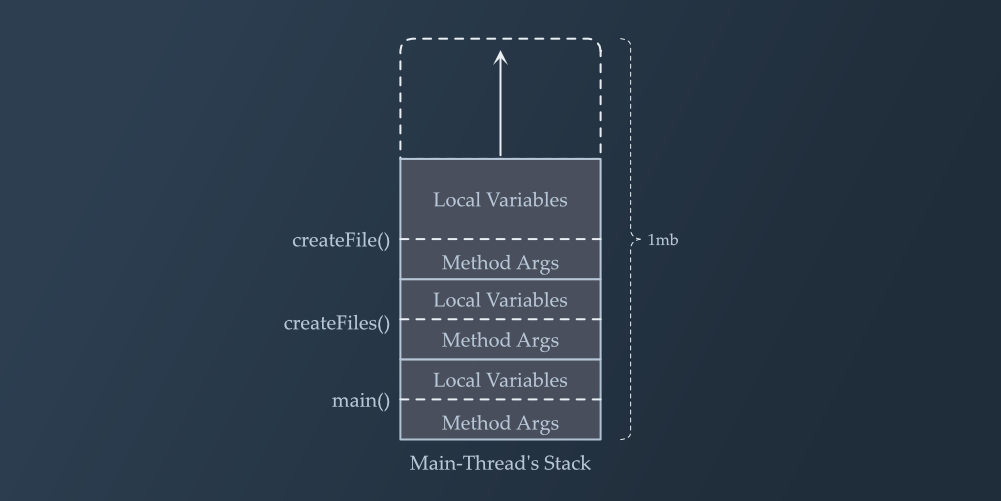 Local Variables
createFile()
1mb
Method Args
Local Variables
createFiles()
Method Args
Local Variables
main()
Method Args
Main-Thread's Stack